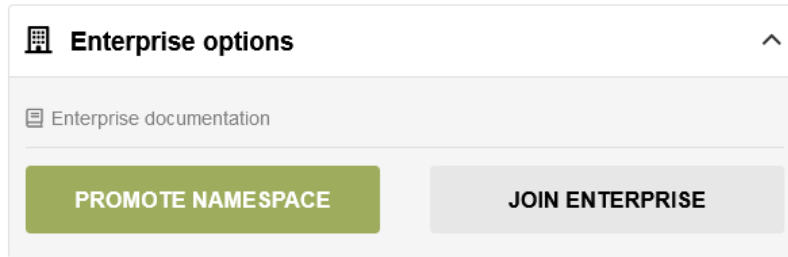 Enterprise options
Enterprise documentation
PROMOTE NAMESPACE
JOIN ENTERPRISE